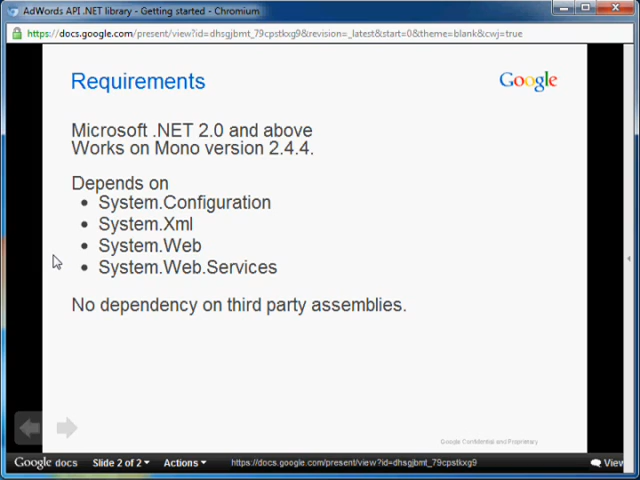 AdWords API .NET library - Getting started - Chromium
https://docs.google.com/present/view?id=dhsgjbmt_79cpstkxg9&revision=_latest&start=0&theme=blank&cwj=true
Requirements
Google
Microsoft .NET 2.0 and above
Works on Mono version 2.4.4.
Depends on
• System.Configuration
• System.Xml
• System.Web
• System.Web.Services
No dependency on third party assemblies.
Google Confidential and Proprietary
Google docs Slide 2 of 2 Actions https://docs.google.com/present/view?id=dhsgjbmt_79cpstkxg9 View